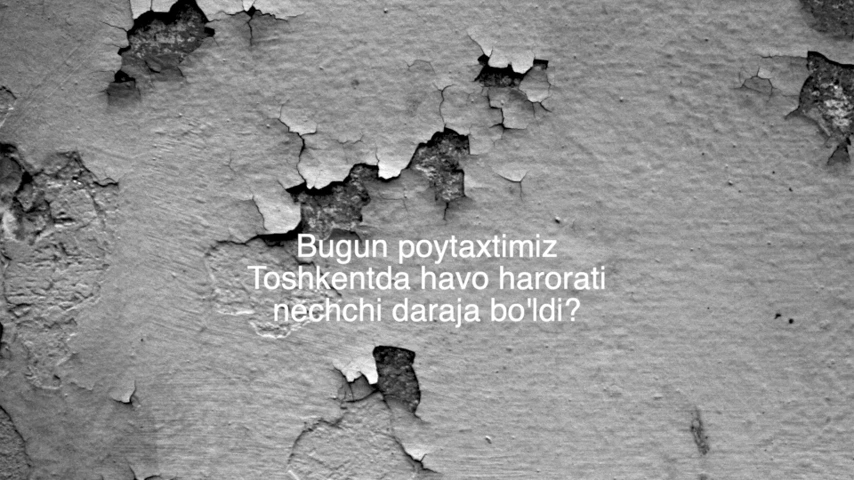 Bugun poytaxtimiz
Toshkentda havo harorati
nechchi daraja bo'ldi?